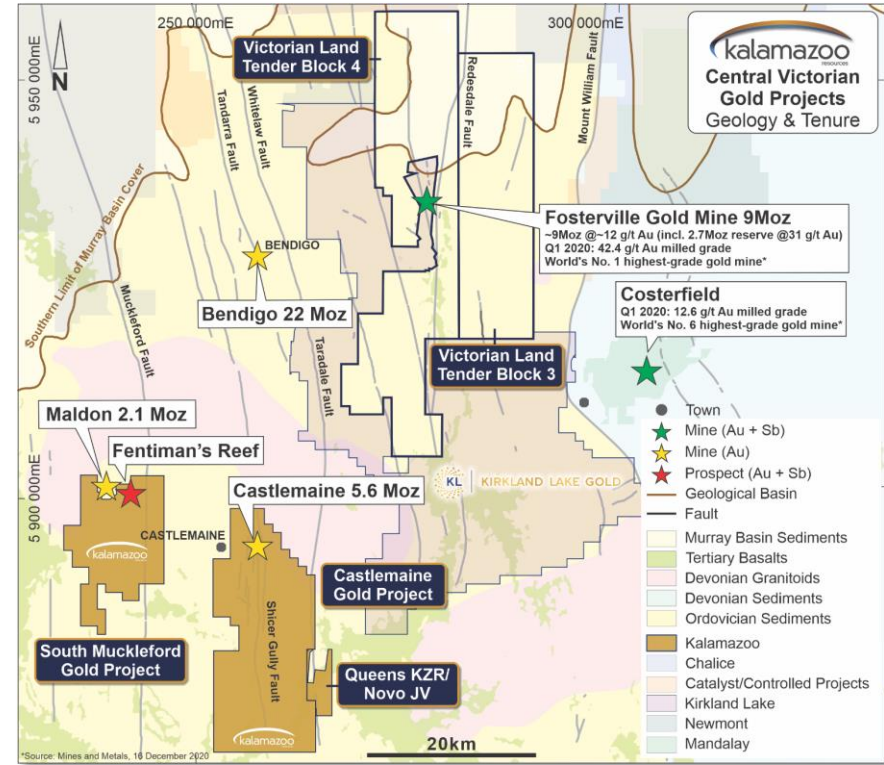 250 000mE
300 000mE
5 950 000mE
5 900 000mE
N
kalamazoo
resources
Central Victorian
Gold Projects
Geology & Tenure
Victorian Land
Tender Block 4
Tandarra Fault
Whitelaw Fault
Redesdale Fault
Mount William Fault
Southern Limit of Murray Basin Cover
Muckleford Fault
Taradale Fault
BENDIGO
Bendigo 22 Moz
Fosterville Gold Mine 9Moz
~9Moz @~12 g/t Au (incl. 2.7Moz reserve @31 g/t Au)
Q1 2020: 42.4 g/t Au milled grade
World's No. 1 highest-grade gold mine*
Costerfield
Q1 2020: 12.6 g/t Au milled grade
World's No. 6 highest-grade gold mine*
Victorian Land
Tender Block 3
Maldon 2.1 Moz
Fentiman's Reef
Castlemaine 5.6 Moz
KL KIRKLAND LAKE GOLD
CASTLEMAINE
kalamazoo
Castlemaine
Gold Project
South Muckleford
Gold Project
Shicer Gully Fault
Queens KZR/
Novo JV
kalamazoo
20km
*Source: Mines and Metals, 16 December 2020
Town
Mine (Au + Sb)
Mine (Au)
Prospect (Au + Sb)
Geological Basin
Fault
Murray Basin Sediments
Tertiary Basalts
Devonian Granitoids
Devonian Sediments
Ordovician Sediments
Kalamazoo
Chalice
Catalyst/Controlled Projects
Kirkland Lake
Newmont
Mandalay